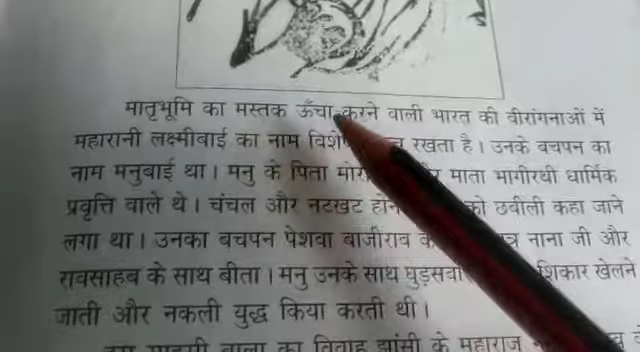 मातृभूमि का मस्तक ऊँचा करने वाली भारत की वीरांगनाओं में
महारानी लक्ष्मीबाई का नाम रखता है। उनके बचपन का
नाम मनुबाई था। मनु के पिता माता भागीरथी धार्मिक
प्रवृत्ति वाले थे। चंचल और नटखट को छबीली कहा जाने
लगा था। उनका बचपन पेशवा बाजीराव नाना जी और
रावसाहब के साथ बीता। मनु उनके साथ शिकार खेलने
जाती और नकली युद्ध किया करती थी।
का विवाह झांसी के महाराज